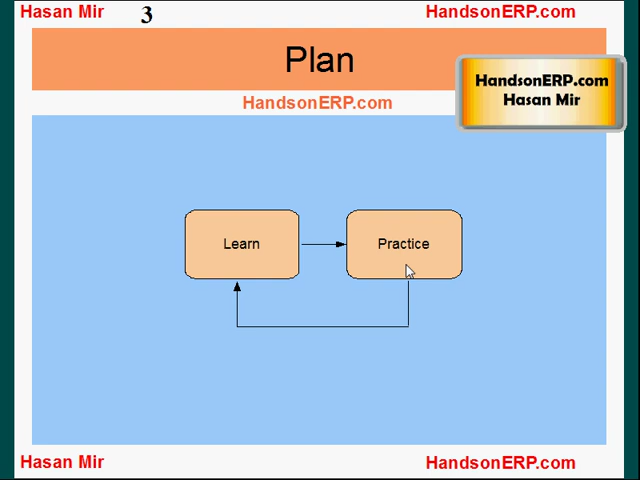 Hasan Mir
3
HandsonERP.com
Plan
HandsonERP.com
Hasan Mir
HandsonERP.com
Learn
Practice
Hasan Mir
HandsonERP.com